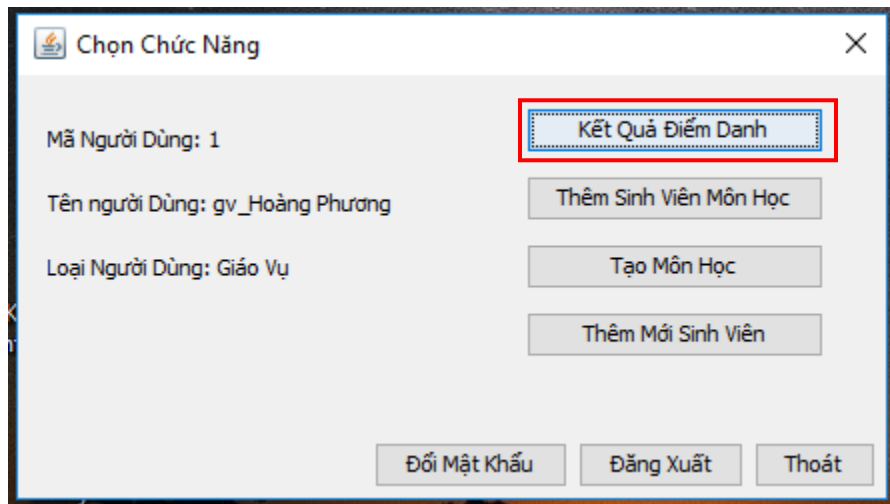 Chọn Chức Năng
Mã Người Dùng: 1
Kết Quả Điểm Danh
Tên người Dùng: gv_Hoàng Phương
Thêm Sinh Viên Môn Học
Loại Người Dùng: Giáo Vụ
Tạo Môn Học
Thêm Mới Sinh Viên
Đổi Mật Khẩu
Đăng Xuất
Thoát